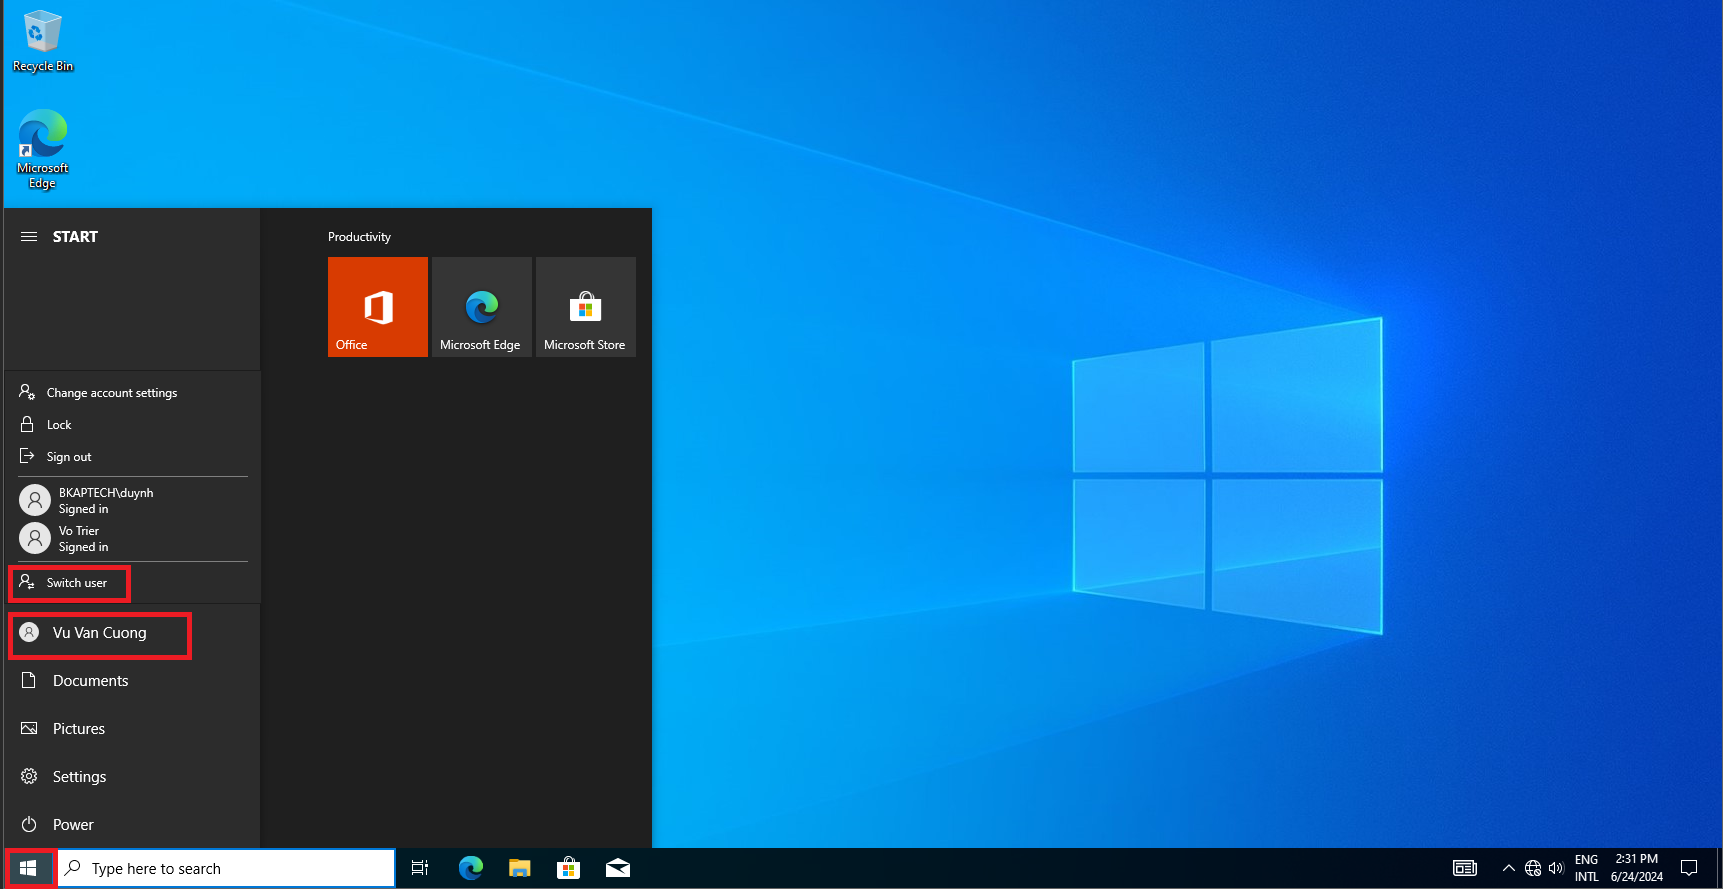 Recycle Bin
Microsoft
Edge
START
Productivity
Office
Microsoft Edge
Microsoft Store
Change account settings
Lock
Sign out
BKAPTECH\duynh
Signed in
Vo Trier
Signed in
Switch user
Vu Van Cuong
Documents
Pictures
Settings
Power
Type here to search
ENG
INTL
2:31 PM
6/24/2024